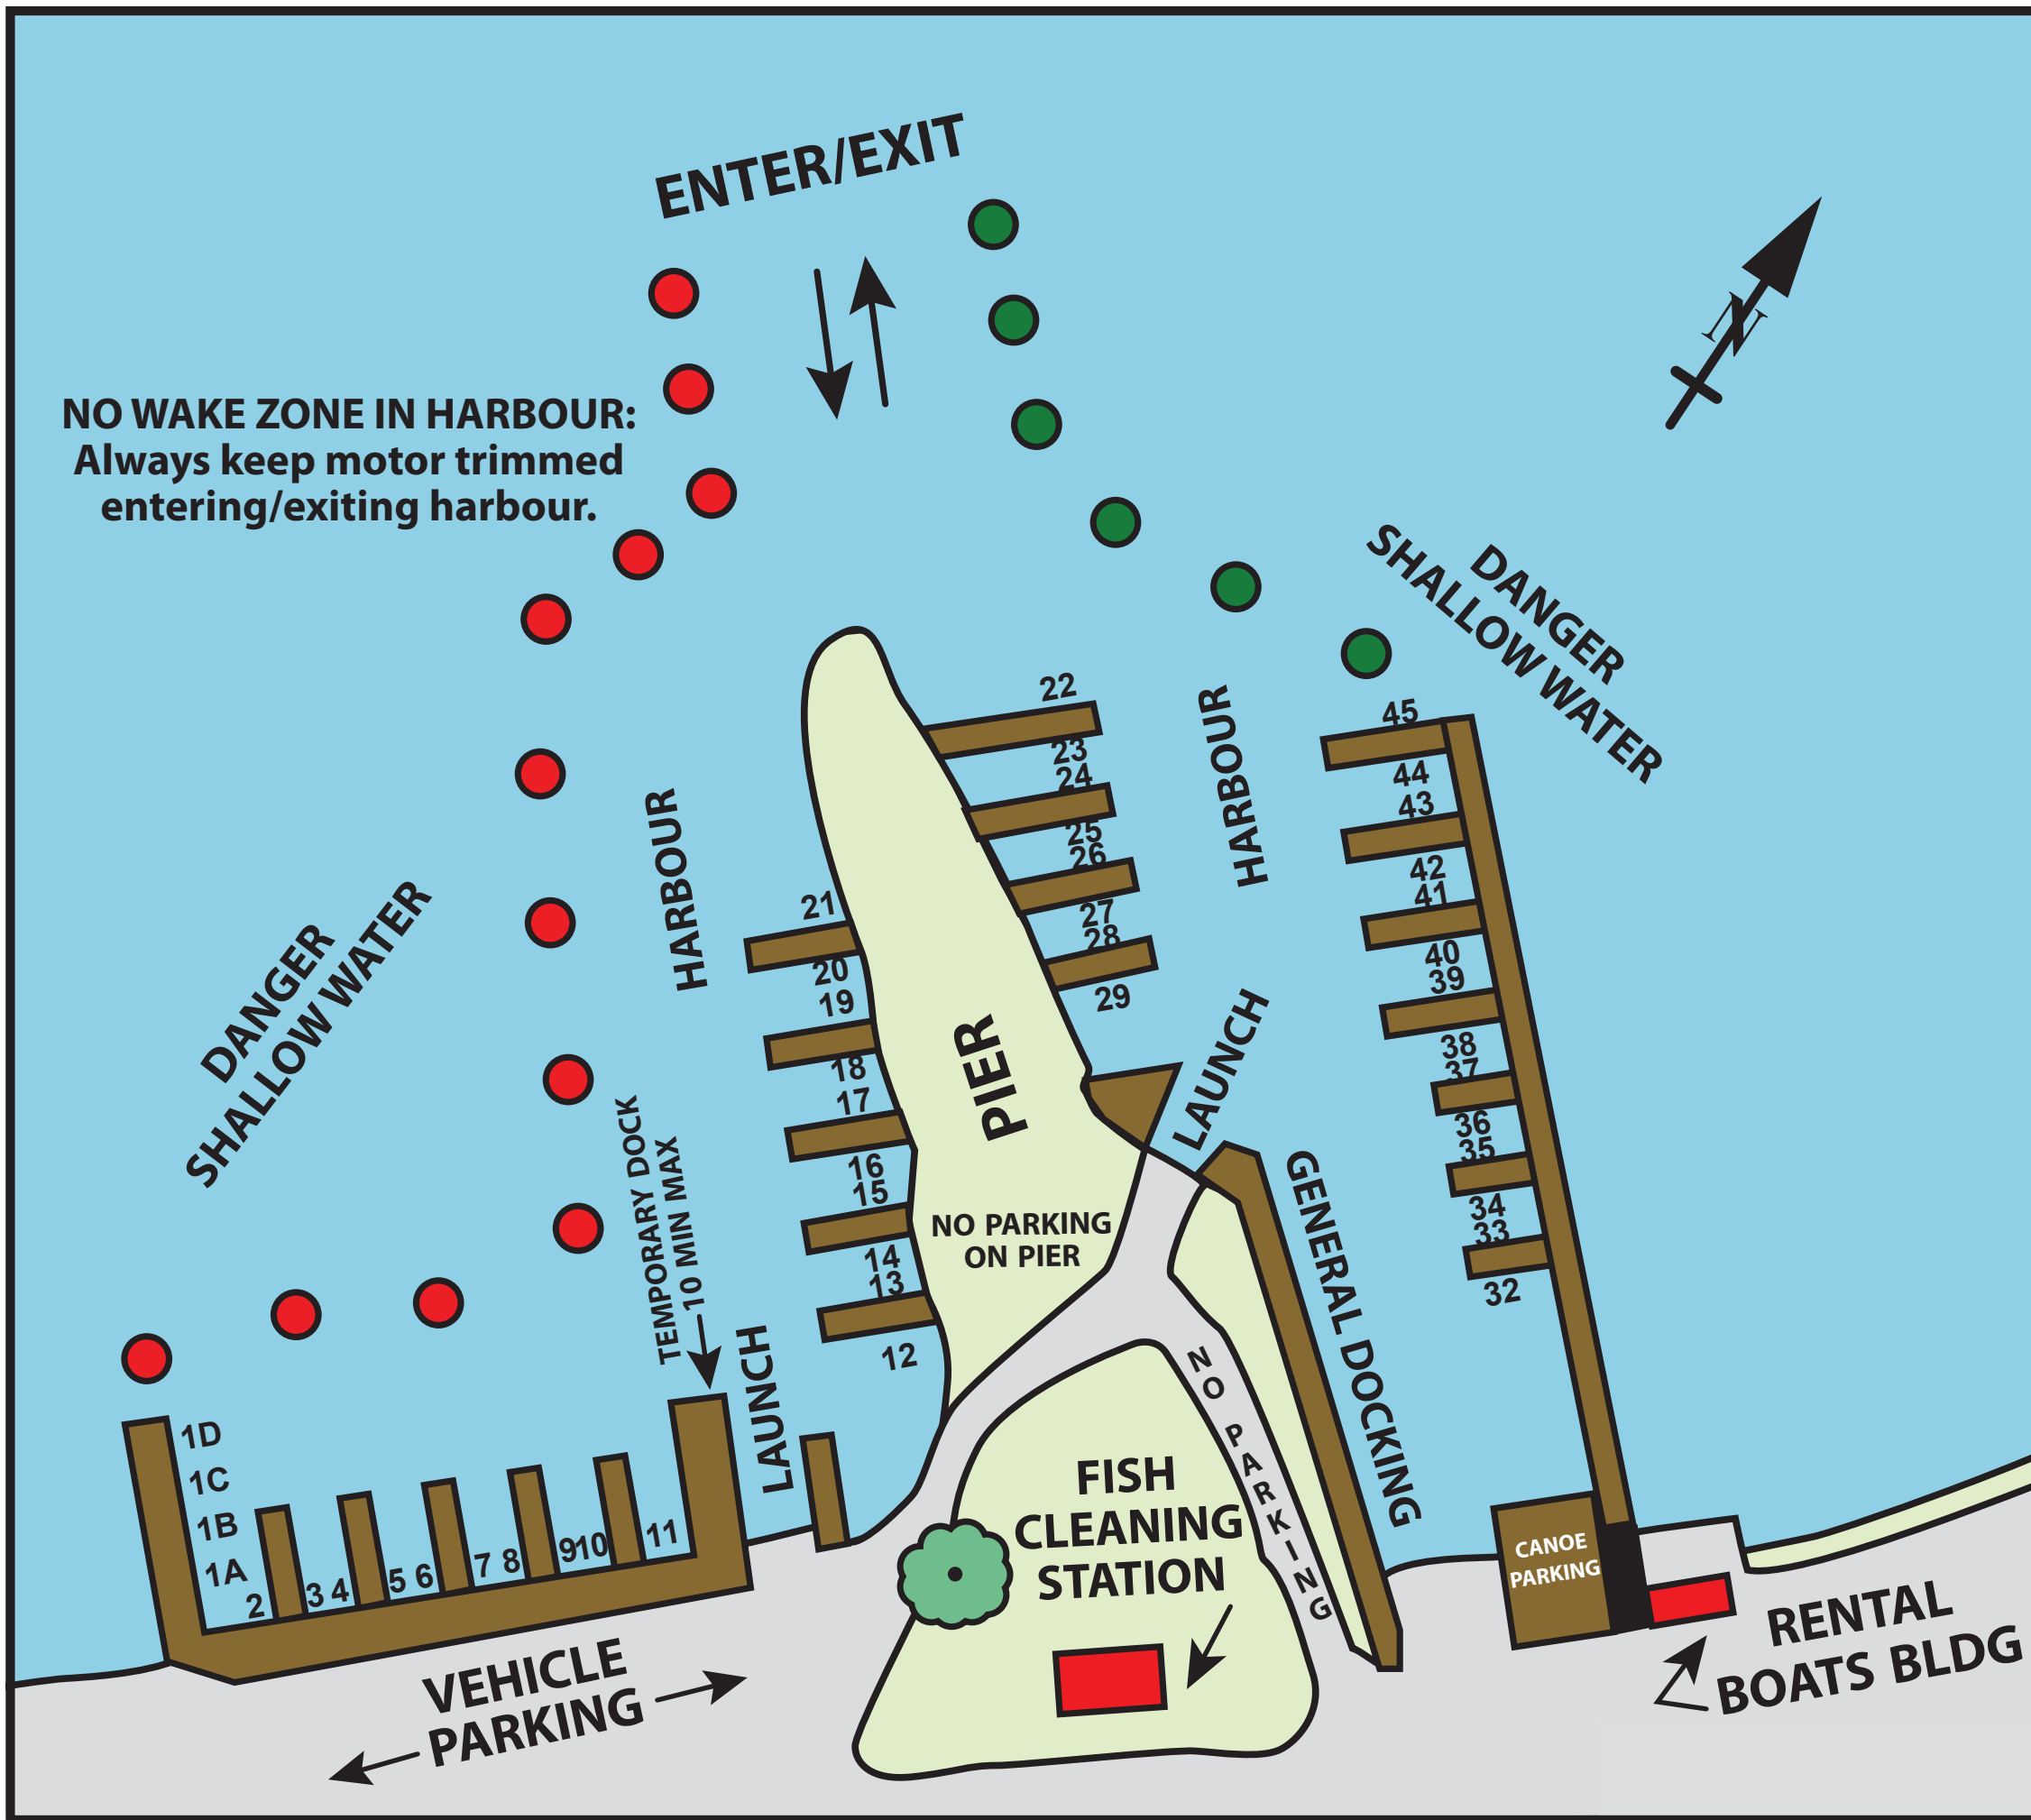 ENTER/EXIT
N
NO WAKE ZONE IN HARBOUR:
Always keep motor trimmed
entering/exiting harbour.
DANGER
SHALLOW WATER
22
23
24
25
26
27
28
29
HARBOUR
45
44
43
42
41
40
39
38
37
36
35
34
33
32
HARBOUR
21
20
19
18
17
16
15
14
13
12
DANGER
SHALLOW WATER
PIER
LAUNCH
NO PARKING
ON PIER
GENERAL DOCKING
TEMPORARY DOCK
10 MIN MAX
LAUNCH
NO PARKING
1D
1C
1B
1A
2
3 4
5 6
7 8
9 10
11
FISH
CLEANING
STATION
CANOE
PARKING
VEHICLE
PARKING
RENTAL
BOATS BLDG